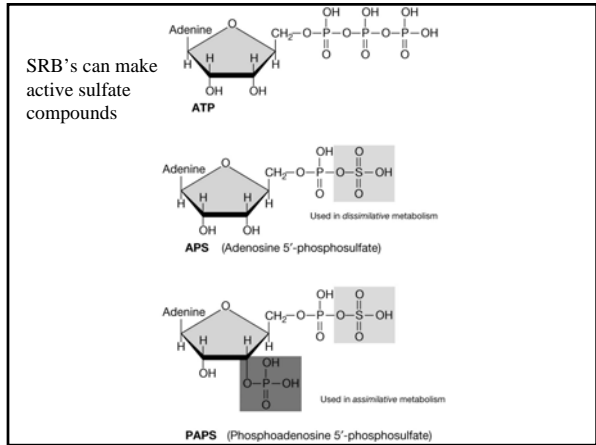 SRB's can make
active sulfate
compounds
Adenine
O
CH₂—O—P—O—P—O—P—OH
OH OH OH
O O O
H H H H
OH OH
ATP
Adenine
O
CH₂—O—P—O—S—OH
OH O
O O
H H H H
OH OH
Used in dissimilative metabolism
APS (Adenosine 5'-phosphosulfate)
Adenine
O
CH₂—O—P—O—S—OH
OH O
O O
H H H H
OH
OH
O—P—OH
O
Used in assimilative metabolism
PAPS (Phosphoadenosine 5'-phosphosulfate)